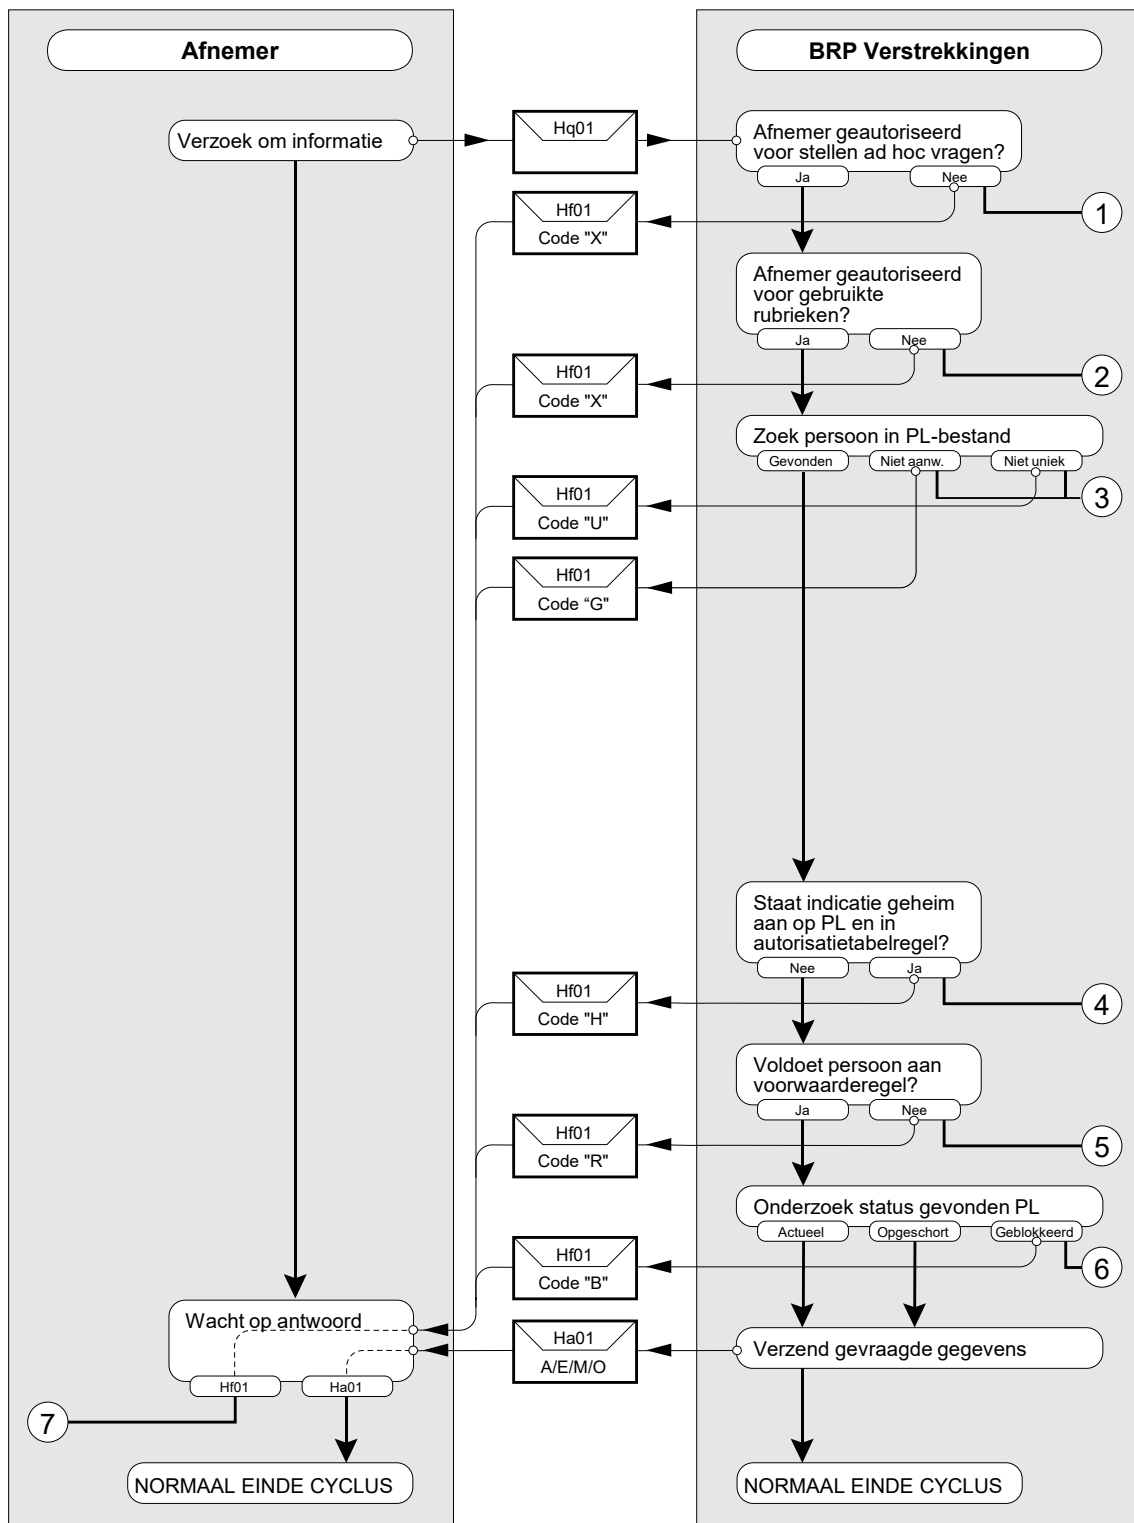 Afnemer
BRP Verstrekkingen
Verzoek om informatie
Hq01
Afnemer geautoriseerd
voor stellen ad hoc vragen?
Ja
Nee
1
Hf01
Code "X"
Afnemer geautoriseerd
voor gebruikte
rubrieken?
Ja
Nee
2
Hf01
Code "X"
Zoek persoon in PL-bestand
Gevonden
Niet aanw.
Niet uniek
3
Hf01
Code "U"
Hf01
Code “G"
Staat indicatie geheim
aan op PL en in
autorisatietabelregel?
Nee
Ja
4
Hf01
Code "H"
Voldoet persoon aan
voorwaarderegel?
Ja
Nee
5
Hf01
Code "R"
Onderzoek status gevonden PL
Actueel
Opgeschort
Geblokkeerd
6
Hf01
Code "B"
Wacht op antwoord
Ha01
A/E/M/O
Verzend gevraagde gegevens
Hf01
Ha01
7
NORMAAL EINDE CYCLUS
NORMAAL EINDE CYCLUS